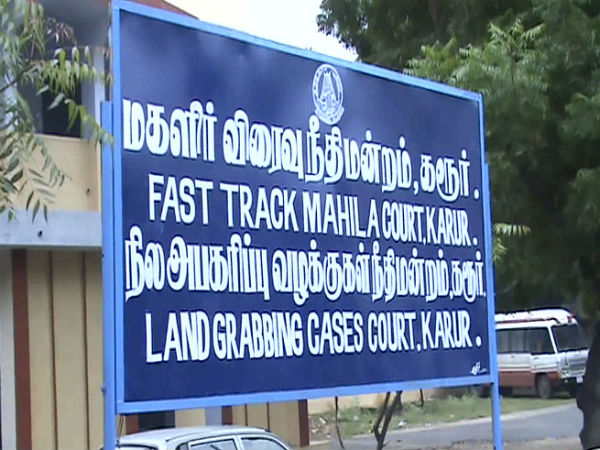 மகளிர் விரைவு நீதிமன்றம், கரூர்.
FAST TRACK MAHILA COURT, KARUR.
நில அபகரிப்பு வழக்குகள் நீதிமன்றம், கரூர்.
LAND GRABBING CASES COURT, KARUR.